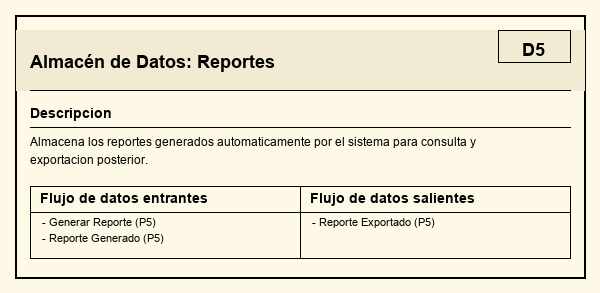 D5
Almacén de Datos: Reportes
Descripcion
Almacena los reportes generados automaticamente por el sistema para consulta y
exportacion posterior.
Flujo de datos entrantes
- Generar Reporte (P5)
- Reporte Generado (P5)
Flujo de datos salientes
- Reporte Exportado (P5)